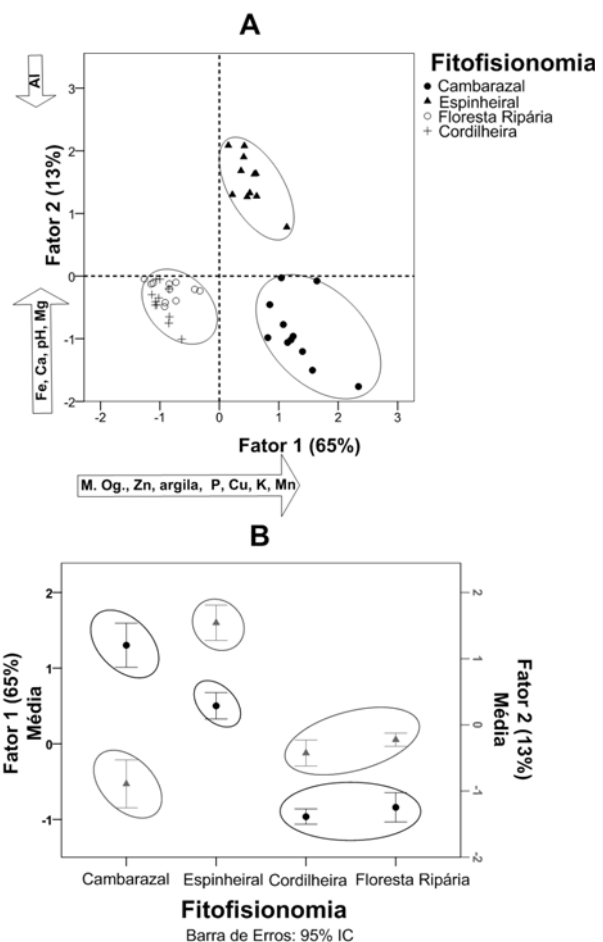 A
Al
Fitofisionomia
Cambarazal
Espinheiral
Floresta Ripária
Cordilheira
Fator 2 (13%)
3
2
1
0
-1
-2
Fe, Ca, pH, Mg
-2 -1 0 1 2 3
Fator 1 (65%)
M. Og., Zn, argila, P, Cu, K, Mn
B
Fator 1 (65%)
Média
2
1
0
-1
2
1
0
-1
-2
Fator 2 (13%)
Média
Cambarazal Espinheiral Cordilheira Floresta Ripária
Fitofisionomia
Barra de Erros: 95% IC